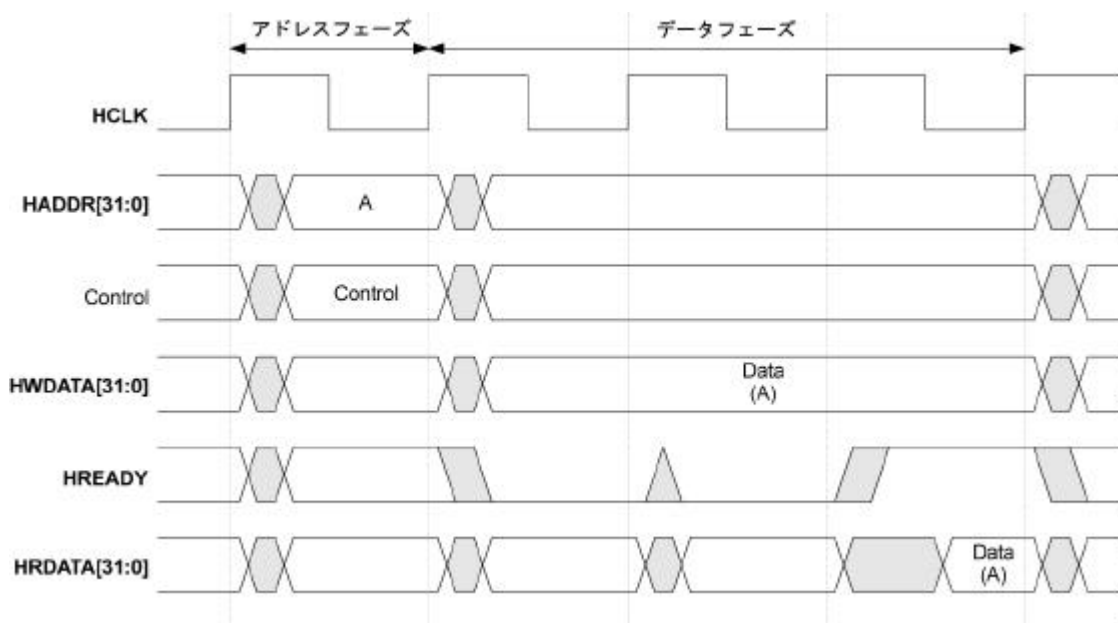 アドレスフェーズ
データフェーズ
HCLK
HADDR[31:0]
A
Control
Control
HWDATA[31:0]
Data
(A)
HREADY
HRDATA[31:0]
Data
(A)